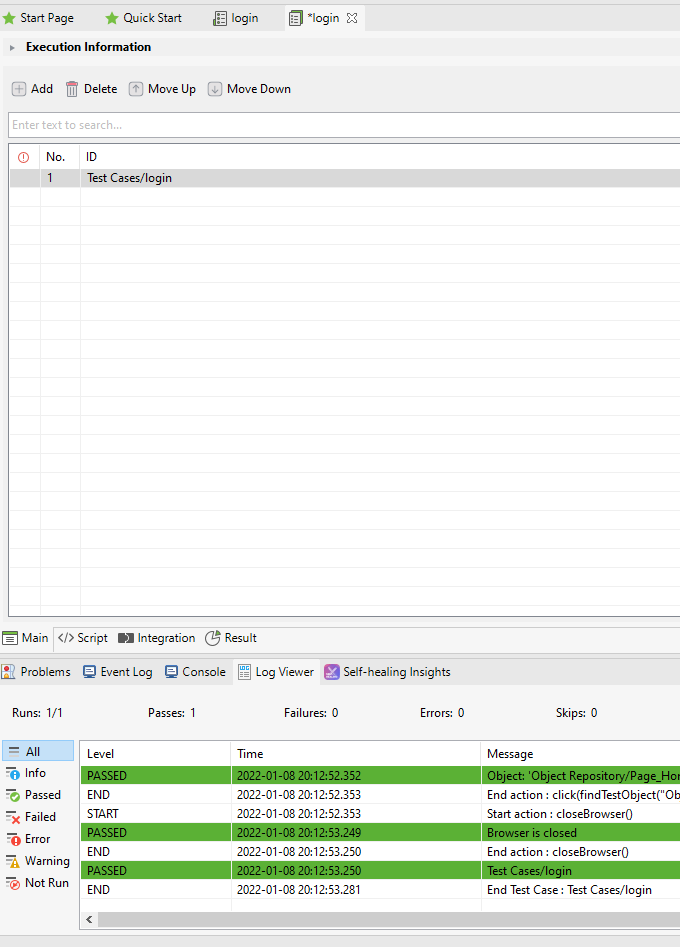 Start Page Quick Start login *login
Execution Information
Add Delete Move Up Move Down
Enter text to search...
No. ID
1 Test Cases/login
Main </> Script Integration Result
Problems Event Log Console Log Viewer Self-healing Insights
Runs: 1/1 Passes: 1 Failures: 0 Errors: 0 Skips: 0
All
Info
Passed
Failed
Error
Warning
Not Run
Level Time Message
PASSED 2022-01-08 20:12:52.352 Object: 'Object Repository/Page_Hor
END 2022-01-08 20:12:52.353 End action : click(findTestObject("Ob
START 2022-01-08 20:12:52.353 Start action : closeBrowser()
PASSED 2022-01-08 20:12:53.249 Browser is closed
END 2022-01-08 20:12:53.250 End action : closeBrowser()
PASSED 2022-01-08 20:12:53.250 Test Cases/login
END 2022-01-08 20:12:53.281 End Test Case : Test Cases/login